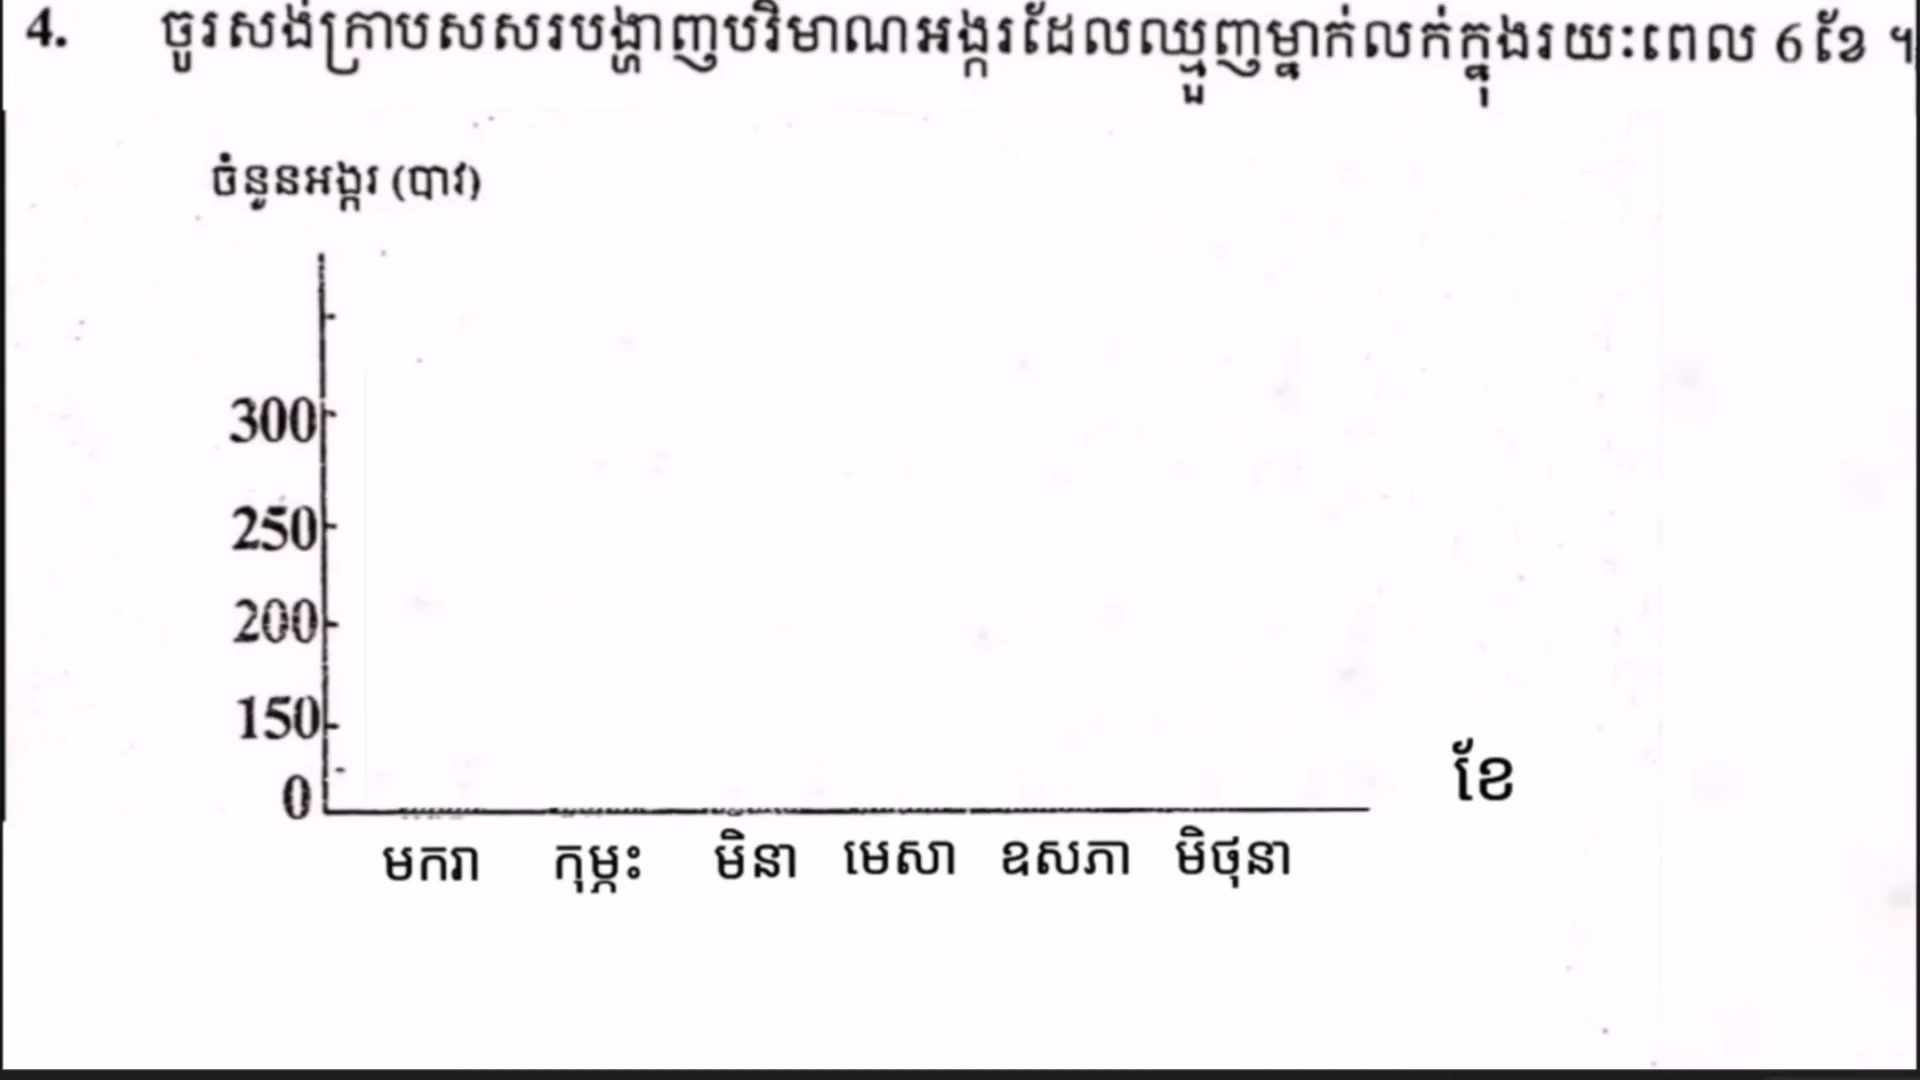 4. ចូរសង់ក្រាបសសរបង្ហាញបរិមាណអង្ករដែលឈ្មួញម្នាក់លក់ក្នុងរយៈពេល 6 ខែ ។
ចំនួនអង្ករ (បាវ)
300
250
200
150
0
ខែ
មករា កុម្ភះ មិនា មេសា ឧសភា មិថុនា